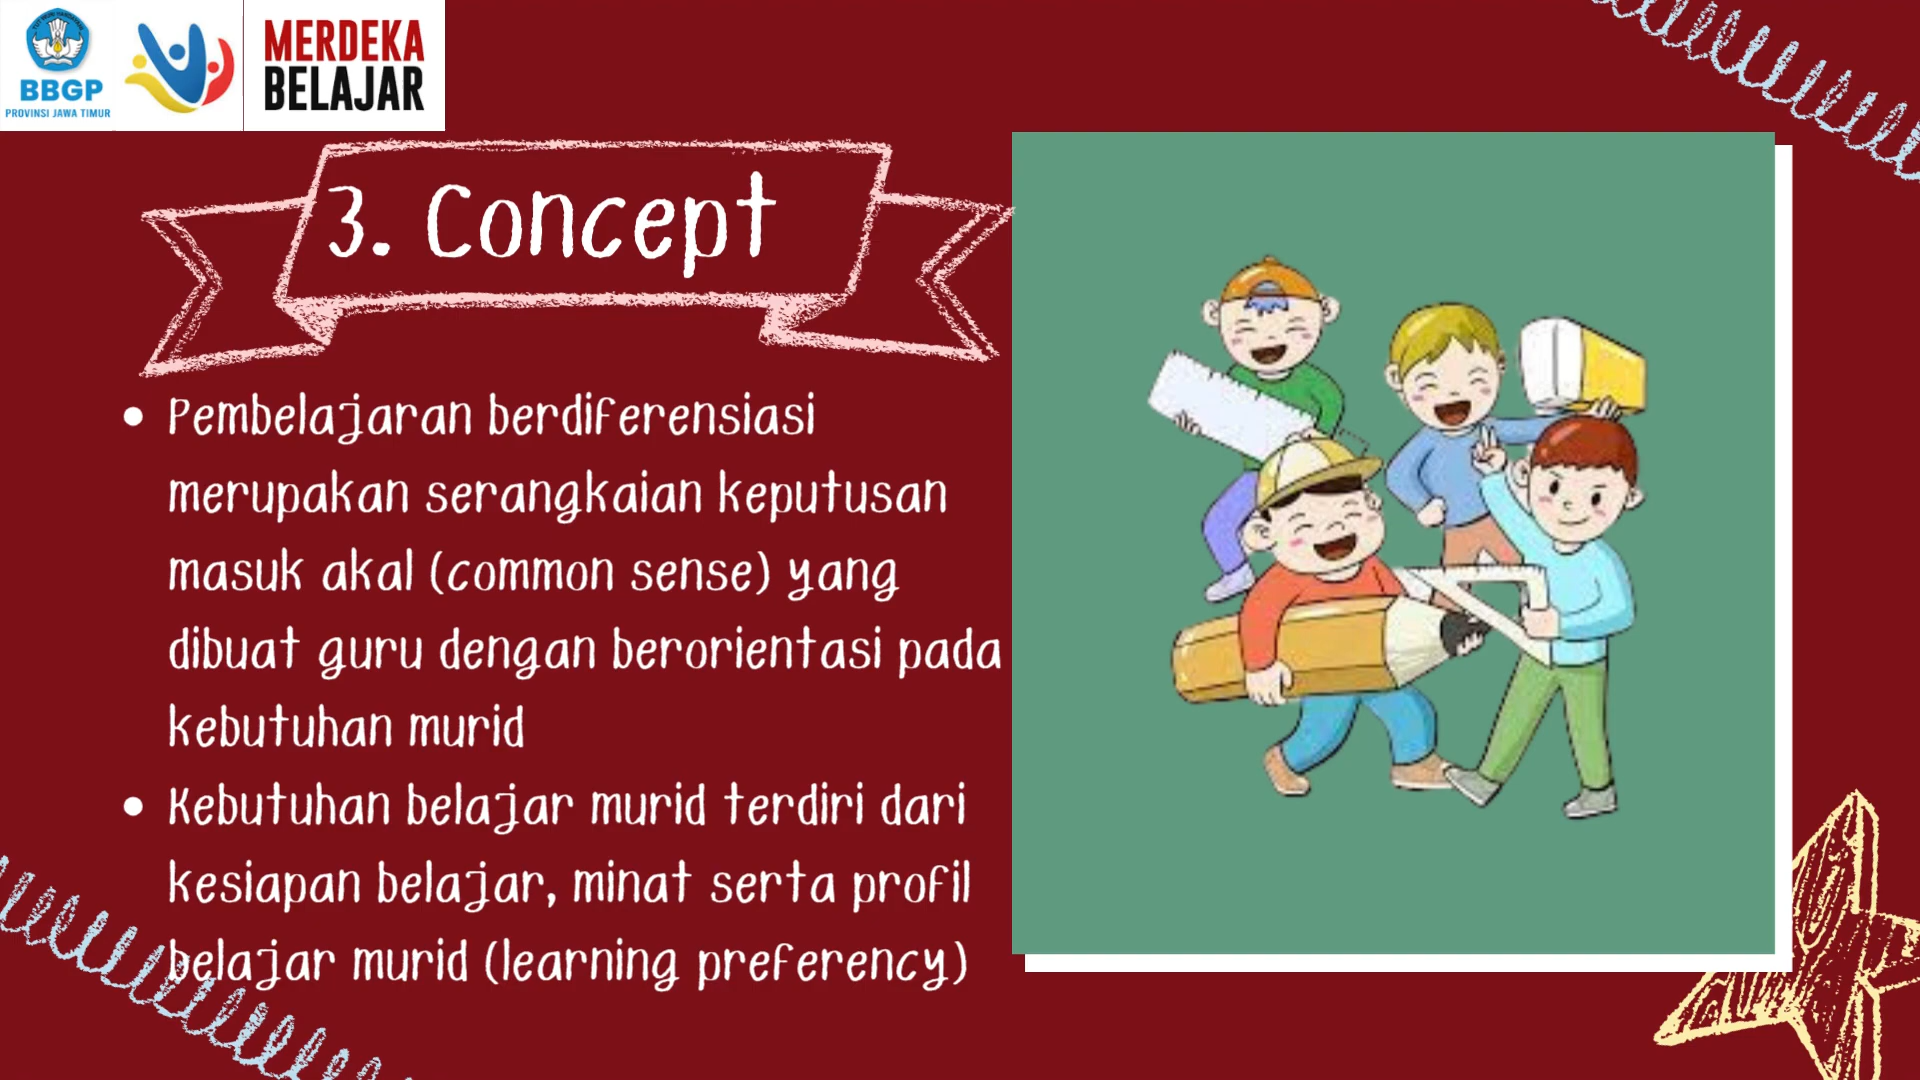 BBGP
PROVINSI JAWA TIMUR
MERDEKA
BELAJAR
3. Concept
• Pembelajaran berdiferensiasi
merupakan serangkaian keputusan
masuk akal (common sense) yang
dibuat guru dengan berorientasi pada
kebutuhan murid
• Kebutuhan belajar murid terdiri dari
kesiapan belajar, minat serta profil
belajar murid (learning preferency)